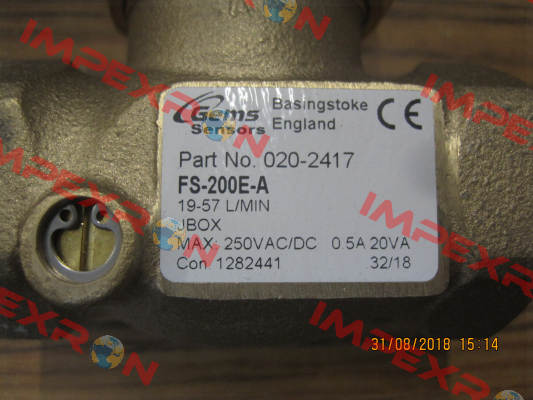 IMPEXRON
IMPEXRON
Gems
Sensors
Basingstoke
England
CE
Part No. 020-2417
FS-200E-A
19-57 L/MIN
JBOX
MAX: 250VAC/DC 0.5A 20VA
Con 1282441 32/18
IMPEXRON
IMPEXRON
31/08/2018 15:14